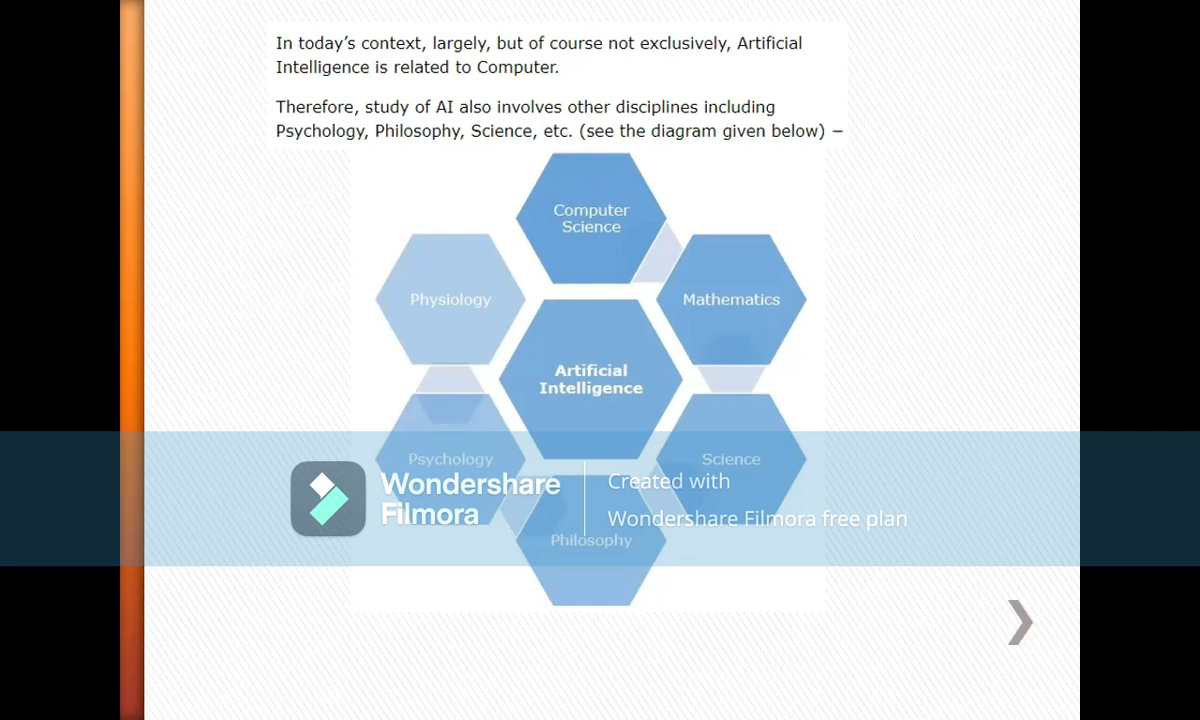 In today’s context, largely, but of course not exclusively, Artificial
Intelligence is related to Computer.
Therefore, study of AI also involves other disciplines including
Psychology, Philosophy, Science, etc. (see the diagram given below) –
Computer
Science
Physiology
Mathematics
Artificial
Intelligence
Psychology
Science
Philosophy
Wondershare
Filmora
Created with
Wondershare Filmora free plan